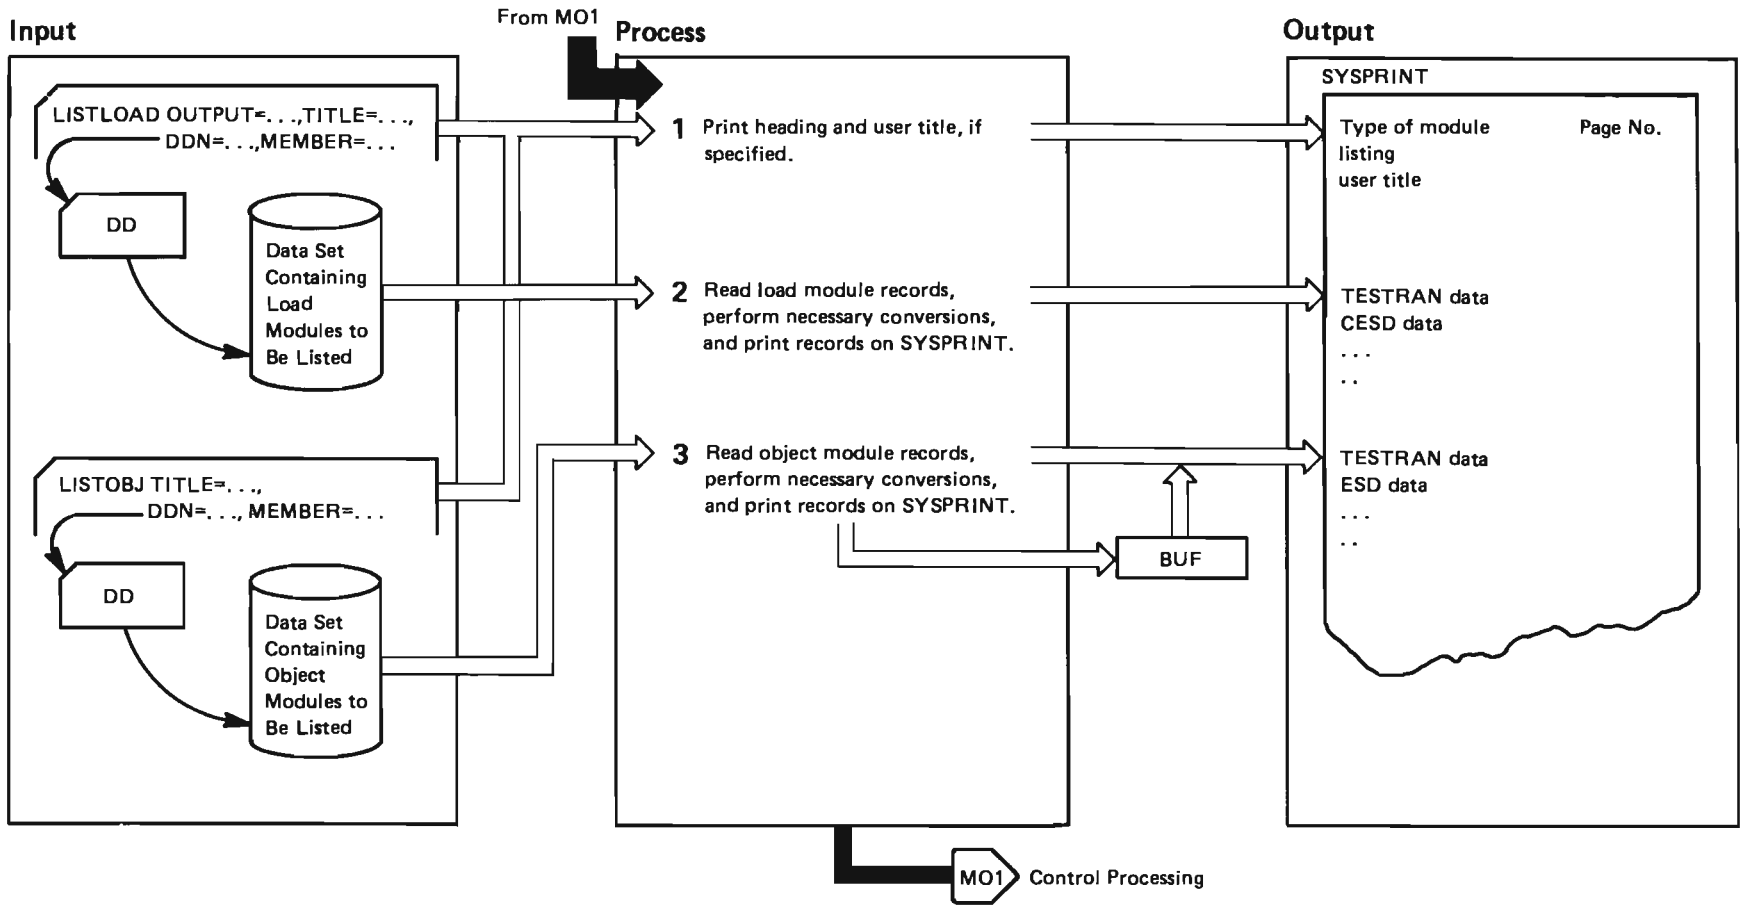 From MO1
Input
Process
Output
SYSPRINT
LISTLOAD OUTPUT=. . .,TITLE=. . .,
DDN=. . .,MEMBER=. . .
DD
Data Set
Containing
Load
Modules to
Be Listed
LISTOBJ TITLE=. . .,
DDN=. . ., MEMBER=. . .
DD
Data Set
Containing
Object
Modules to
Be Listed
1 Print heading and user title, if
specified.
2 Read load module records,
perform necessary conversions,
and print records on SYSPRINT.
3 Read object module records,
perform necessary conversions,
and print records on SYSPRINT.
BUF
Type of module Page No.
listing
user title
TESTRAN data
CESD data
. . .
. .
TESTRAN data
ESD data
. . .
. .
MO1 Control Processing